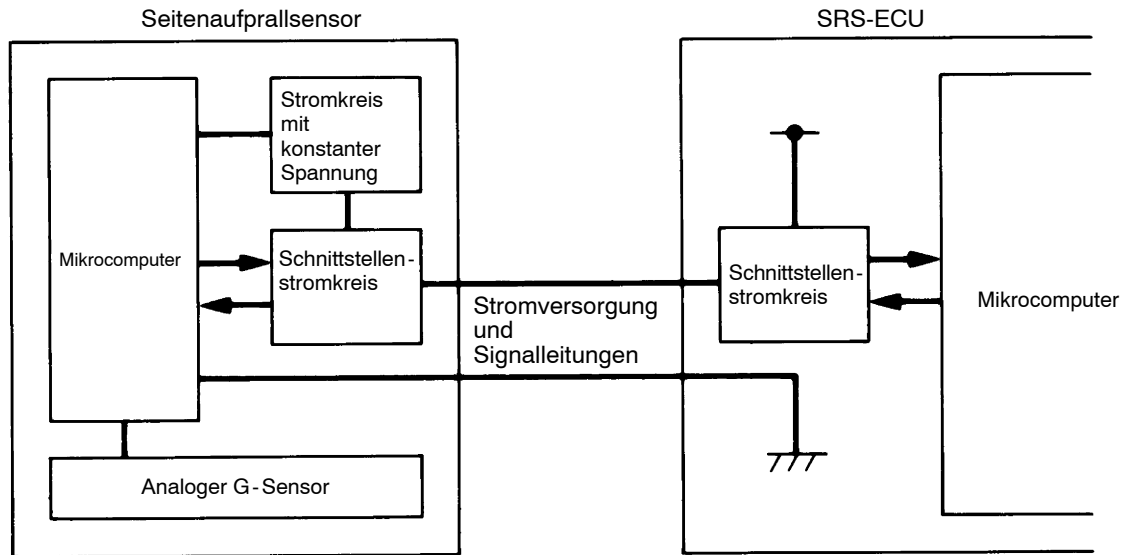 Seitenaufprallsensor
SRS-ECU
Stromkreis
mit
konstanter
Spannung
Mikrocomputer
Schnittstellen-
stromkreis
Schnittstellen-
stromkreis
Mikrocomputer
Stromversorgung
und
Signalleitungen
Analoger G-Sensor